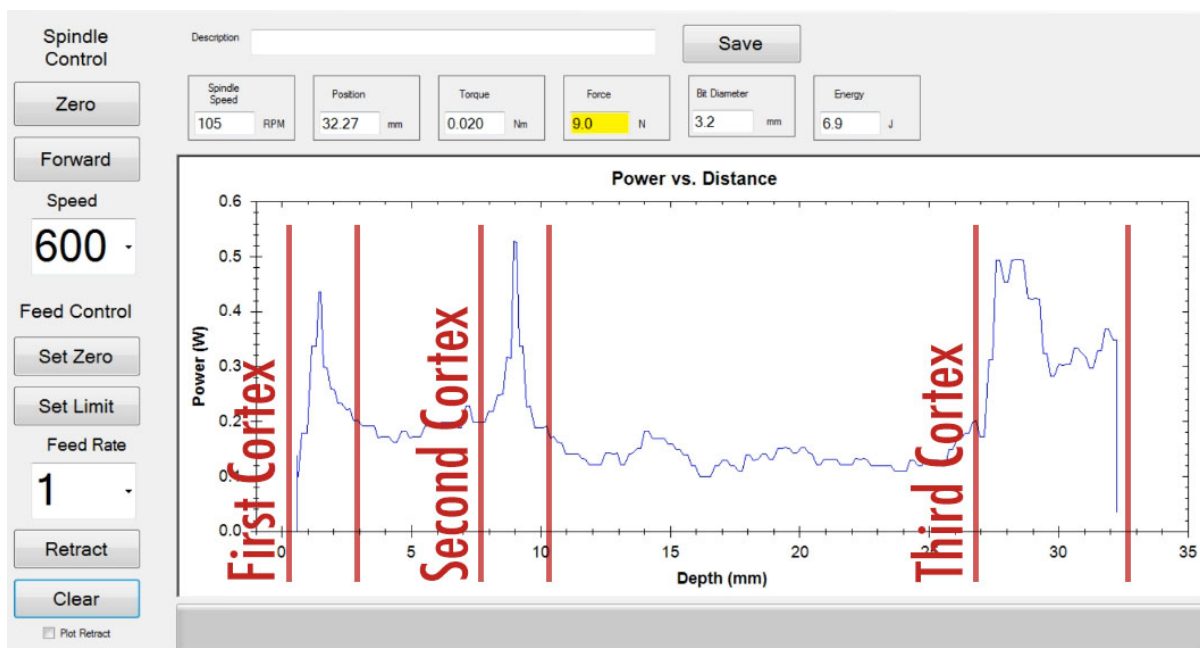 Spindle
Control
Zero
Forward
Speed
600
Feed Control
Set Zero
Set Limit
Feed Rate
1
Retract
Clear
Plot Retract
Description
Save
Spindle
Speed
105 RPM
Position
32.27 mm
Torque
0.020 Nm
Force
9.0 N
Bit Diameter
3.2 mm
Energy
6.9 J
Power vs. Distance
Power (W)
0.6
0.5
0.4
0.3
0.2
0.0
First Cortex
Second Cortex
Third Cortex
0 5 10 15 20 25 30 35
Depth (mm)